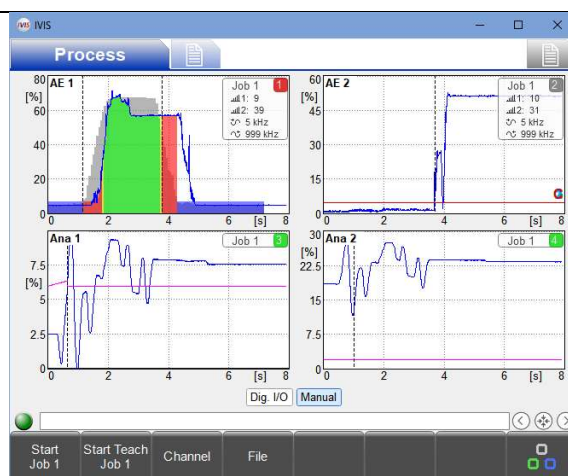 IVIS
Process
AE 1
80
[%]
60
40
20
0
0 2 4 6 [s] 8
Job 1 1
1: 9
2: 39
5 kHz
999 kHz
AE 2
60
[%]
45
30
15
0
0 2 4 6 [s] 8
Job 1 2
1: 10
2: 31
5 kHz
999 kHz
G
Ana 1
7.5
[%]
5
2.5
0
0 2 4 6 [s] 8
Job 1 3
Ana 2
30
[%]
22.5
15
7.5
0
0 2 4 6 [s] 8
Job 1 4
Dig. I/O Manual
Start Job 1
Start Teach Job 1
Channel
File